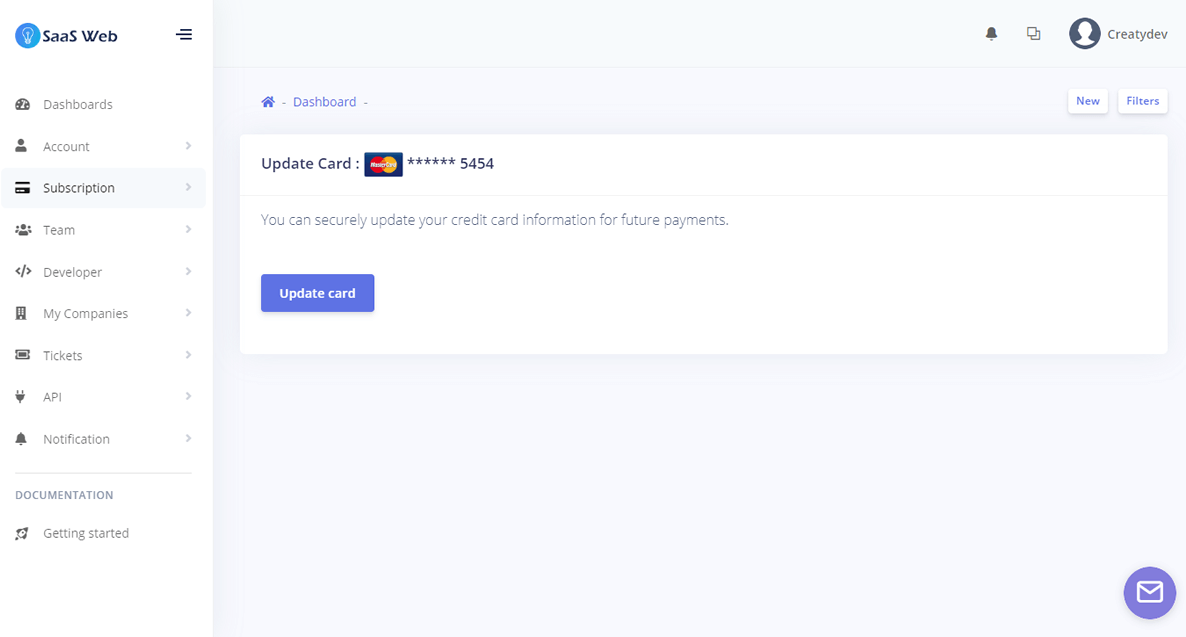 SaaS Web
Creatydev
Dashboards
Account
Subscription
Team
Developer
My Companies
Tickets
API
Notification
DOCUMENTATION
Getting started
- Dashboard -
New
Filters
Update Card : MasterCard ****** 5454
You can securely update your credit card information for future payments.
Update card